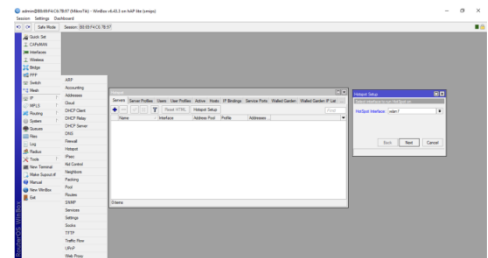 Session Settings Dashboard
Safe Mode
Session:
Quick Set
CAPsMAN
Interfaces
Wireless
Bridge
PPP
Switch
Mesh
IP
MPLS
Routing
System
Queues
Files
Log
Radius
Tools
New Terminal
Make Supout.rif
Manual
New WinBox
Exit
ARP
Accounting
Addresses
Cloud
DHCP Client
DHCP Relay
DHCP Server
DNS
Firewall
Hotspot
IPsec
Kid Control
Neighbors
Packing
Pool
Routes
SNMP
Services
Settings
Socks
TFTP
Traffic Flow
UPnP
Web Proxy
Hotspot
Servers Server Profiles Users User Profiles Active Hosts IP Bindings Service Ports Walled Garden Walled Garden IP List ...
Reset HTML Hotspot Setup
Find
Name Interface Address Pool Profile Addresses ...
0 items
Hotspot Setup
HotSpot Interface:
Back Next Cancel
RouterOS WinBox